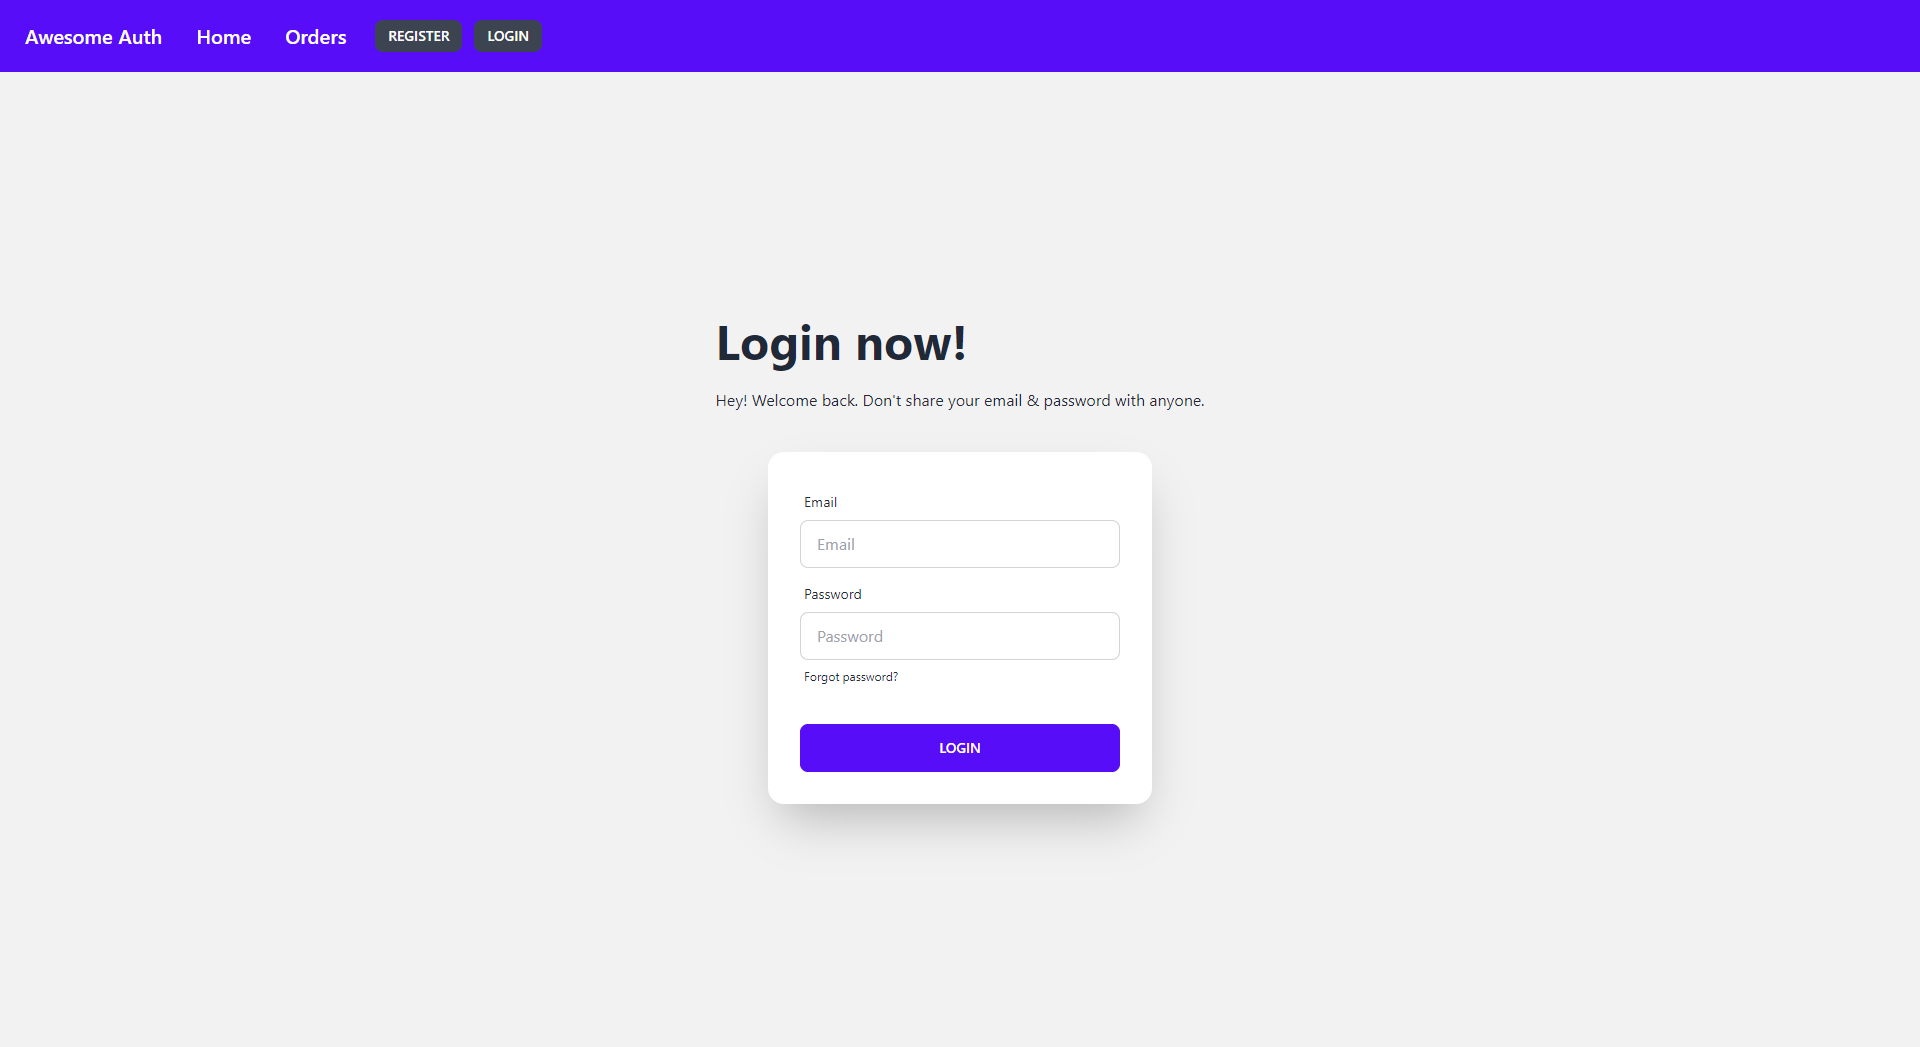 Awesome Auth Home Orders REGISTER LOGIN
Login now!
Hey! Welcome back. Don't share your email & password with anyone.
Email
Email
Password
Password
Forgot password?
LOGIN